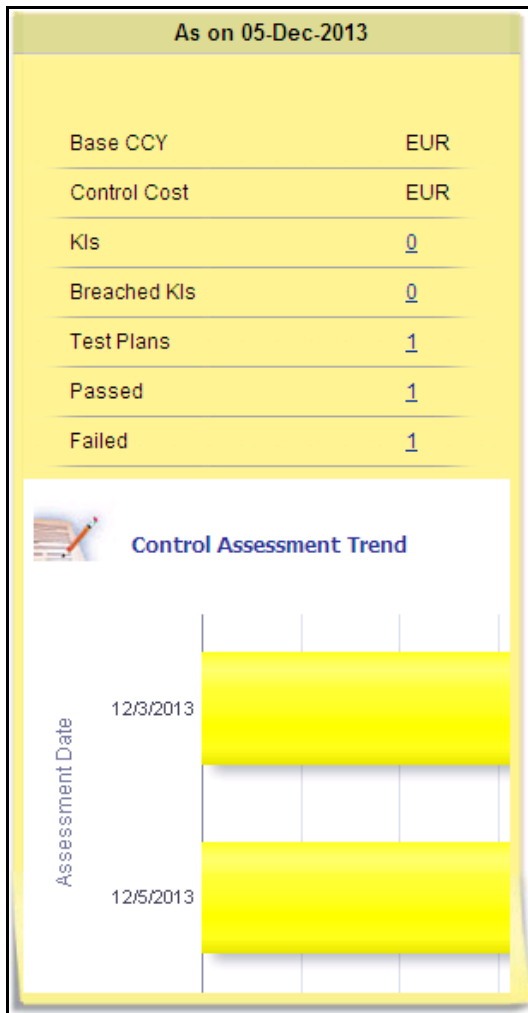 As on 05-Dec-2013
Base CCY EUR
Control Cost EUR
KIs 0
Breached KIs 0
Test Plans 1
Passed 1
Failed 1
Control Assessment Trend
Assessment Date
12/3/2013
12/5/2013